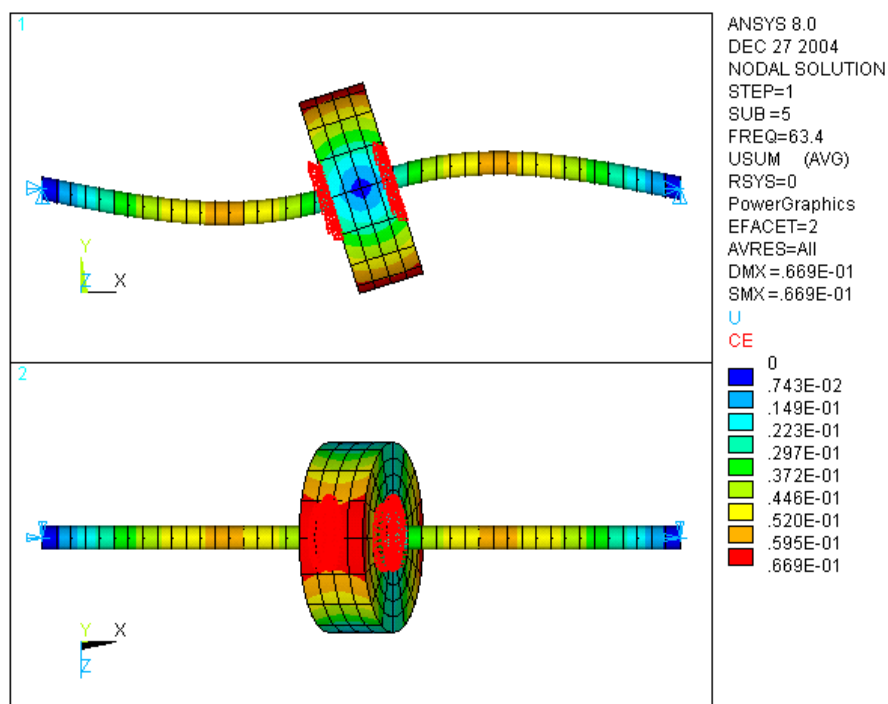 1
Y
Z X
2
Y X
Z
ANSYS 8.0
DEC 27 2004
NODAL SOLUTION
STEP=1
SUB =5
FREQ=63.4
USUM (AVG)
RSYS=0
PowerGraphics
EFACET=2
AVRES=All
DMX =.669E-01
SMX =.669E-01
U
CE
0
.743E-02
.149E-01
.223E-01
.297E-01
.372E-01
.446E-01
.520E-01
.595E-01
.669E-01